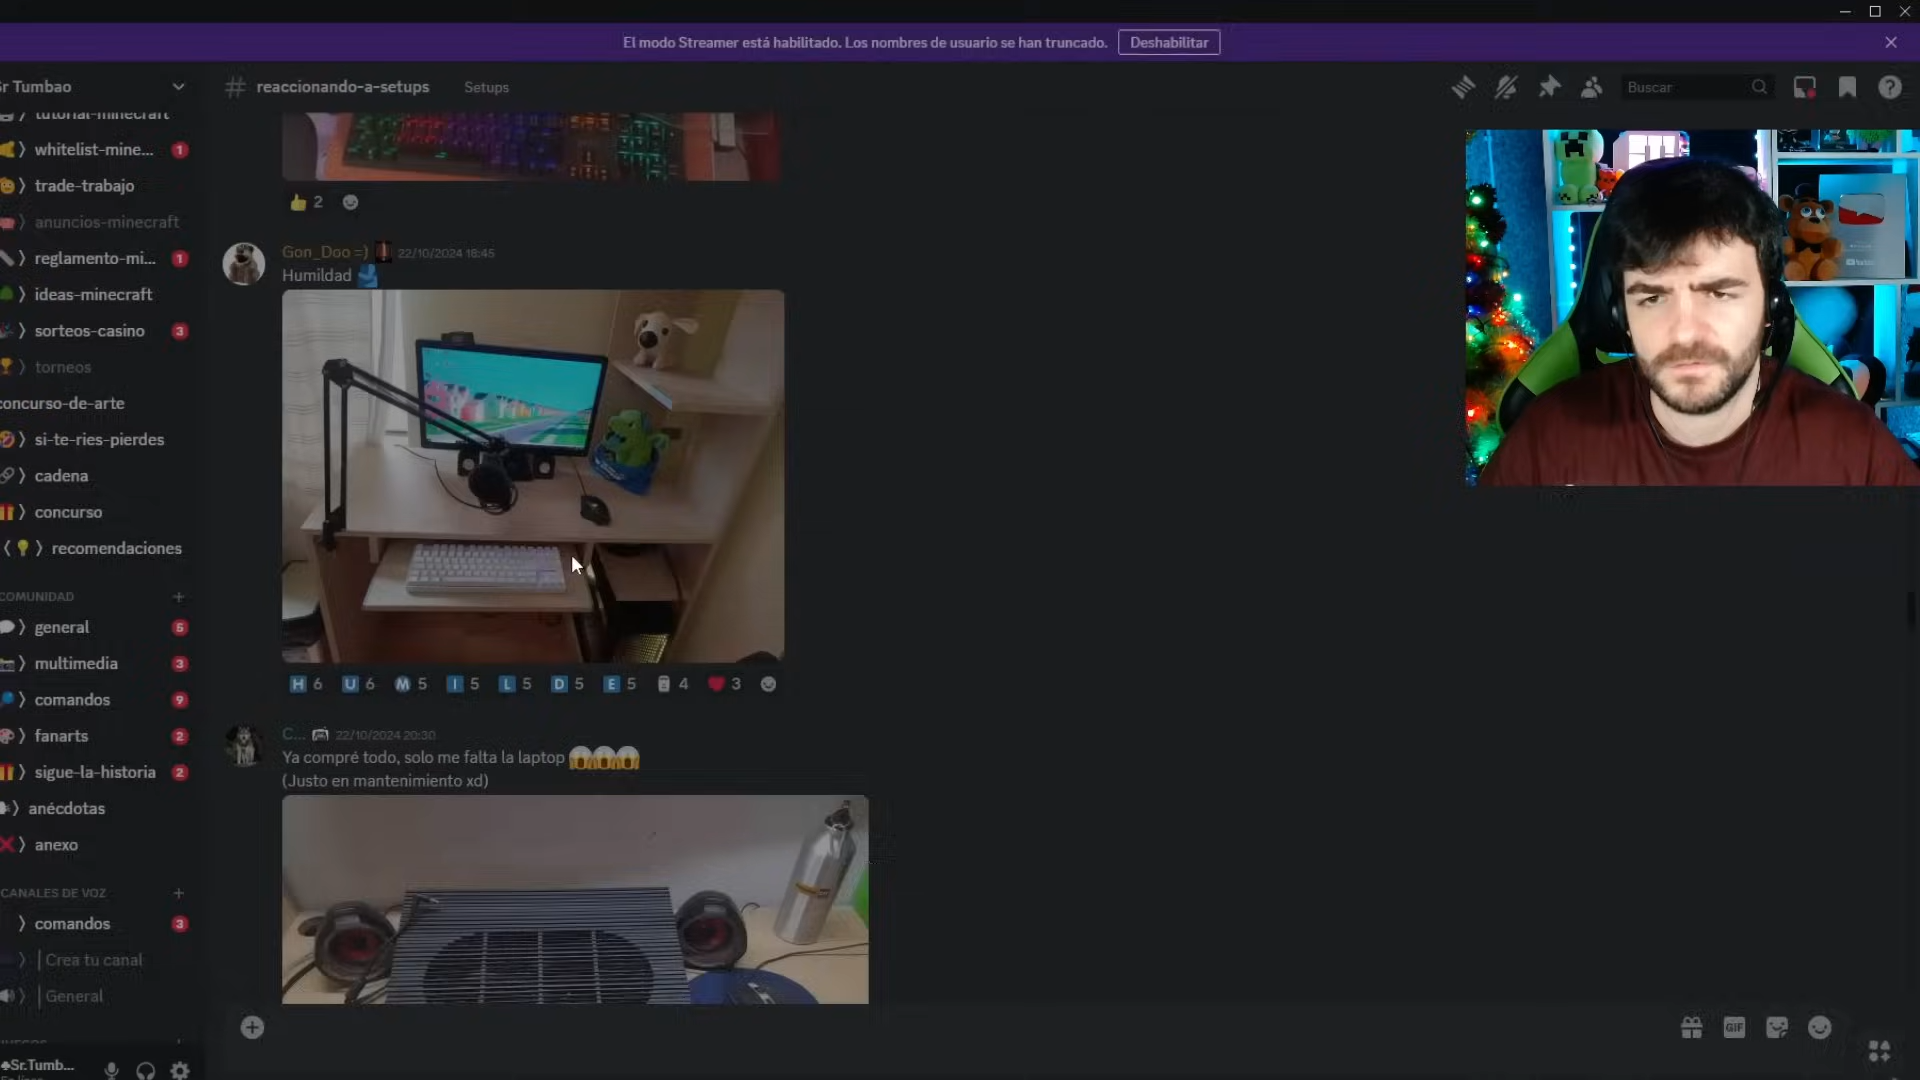 El modo Streamer está habilitado. Los nombres de usuario se han truncado.
Deshabilitar
Sr Tumbao
reaccionando-a-setups
Setups
Buscar
tutorial-minecraft
whitelist-mine... 1
trade-trabajo
anuncios-minecraft
reglamento-mi... 1
ideas-minecraft
sorteos-casino 3
torneos
concurso-de-arte
si-te-ries-pierdes
cadena
concurso
recomendaciones
COMUNIDAD
general 5
multimedia 3
comandos 9
fanarts 2
sigue-la-historia 2
anécdotas
anexo
CANALES DE VOZ
comandos 3
Crea tu canal
General
♣Sr.Tumb...
2
Gon_Doo =) 22/10/2024 18:45
Humildad
H 6 U 6 M 5 I 5 L 5 D 5 E 5 4 3
C... 22/10/2024 20:30
Ya compré todo, solo me falta la laptop
(Justo en mantenimiento xd)
GIF